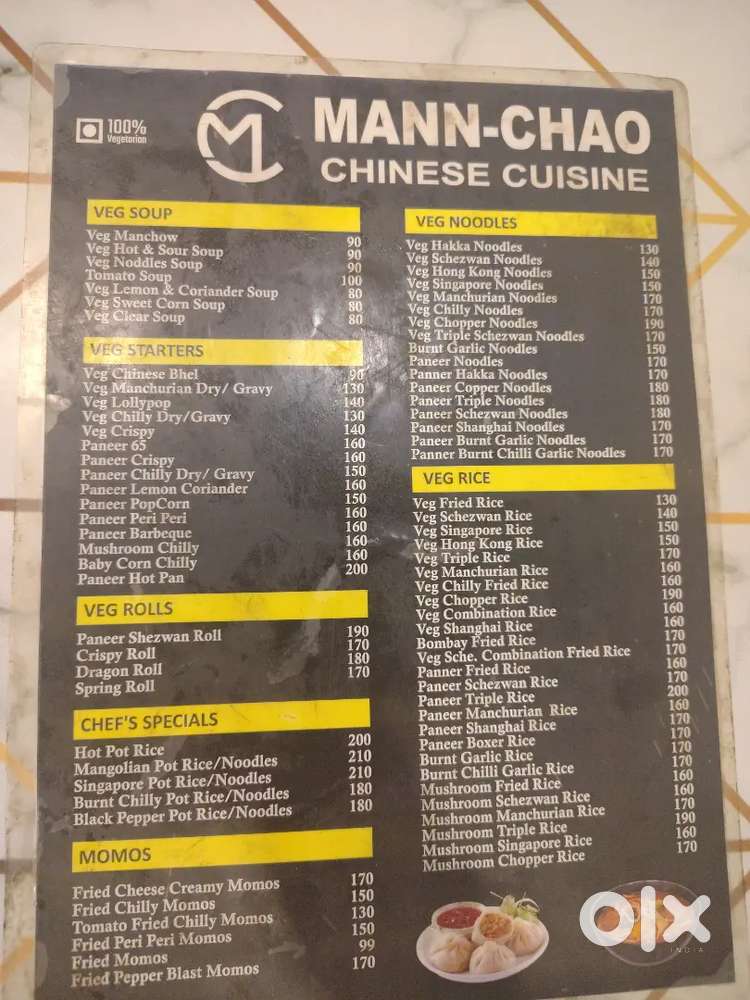 100%
Vegetarian
MC
MANN-CHAO
CHINESE CUISINE
VEG SOUP
Veg Manchow 90
Veg Hot & Sour Soup 90
Veg Noddles Soup 90
Tomato Soup 100
Veg Lemon & Coriander Soup 80
Veg Sweet Corn Soup 80
Veg Clear Soup 80
VEG STARTERS
Veg Chinese Bhel 90
Veg Manchurian Dry/ Gravy 130
Veg Lollypop 140
Veg Chilly Dry/Gravy 130
Veg Crispy 140
Paneer 65 160
Paneer Crispy 160
Paneer Chilly Dry/ Gravy 150
Paneer Lemon Coriander 160
Paneer PopCorn 150
Paneer Peri Peri 160
Paneer Barbeque 160
Mushroom Chilly 160
Baby Corn Chilly 160
Paneer Hot Pan 200
VEG ROLLS
Paneer Shezwan Roll 190
Crispy Roll 170
Dragon Roll 180
Spring Roll 170
CHEF'S SPECIALS
Hot Pot Rice 200
Mangolian Pot Rice/Noodles 210
Singapore Pot Rice/Noodles 210
Burnt Chilly Pot Rice/Noodles 180
Black Pepper Pot Rice/Noodles 180
MOMOS
Fried Cheese Creamy Momos 170
Fried Chilly Momos 150
Tomato Fried Chilly Momos 130
Fried Peri Peri Momos 150
Fried Momos 99
Fried Pepper Blast Momos 170
VEG NOODLES
Veg Hakka Noodles 130
Veg Schezwan Noodles 140
Veg Hong Kong Noodles 150
Veg Singapore Noodles 150
Veg Manchurian Noodles 170
Veg Chilly Noodles 170
Veg Chopper Noodles 190
Veg Triple Schezwan Noodles 170
Burnt Garlic Noodles 150
Paneer Noodles 170
Panner Hakka Noodles 170
Paneer Copper Noodles 180
Paneer Triple Noodles 180
Paneer Schezwan Noodles 180
Paneer Shanghai Noodles 170
Paneer Burnt Garlic Noodles 170
Panner Burnt Chilli Garlic Noodles 170
VEG RICE
Veg Fried Rice 130
Veg Schezwan Rice 140
Veg Singapore Rice 150
Veg Hong Kong Rice 150
Veg Triple Rice 170
Veg Manchurian Rice 160
Veg Chilly Fried Rice 160
Veg Chopper Rice 190
Veg Combination Rice 160
Veg Shanghai Rice 160
Bombay Fried Rice 170
Veg Sche. Combination Fried Rice 170
Panner Fried Rice 160
Paneer Schezwan Rice 170
Paneer Triple Rice 200
Paneer Manchurian Rice 160
Paneer Shanghai Rice 170
Paneer Boxer Rice 170
Burnt Garlic Rice 170
Burnt Chilli Garlic Rice 170
Mushroom Fried Rice 160
Mushroom Schezwan Rice 160
Mushroom Manchurian Rice 170
Mushroom Triple Rice 190
Mushroom Singapore Rice 160
Mushroom Chopper Rice 170
olx
INDIA